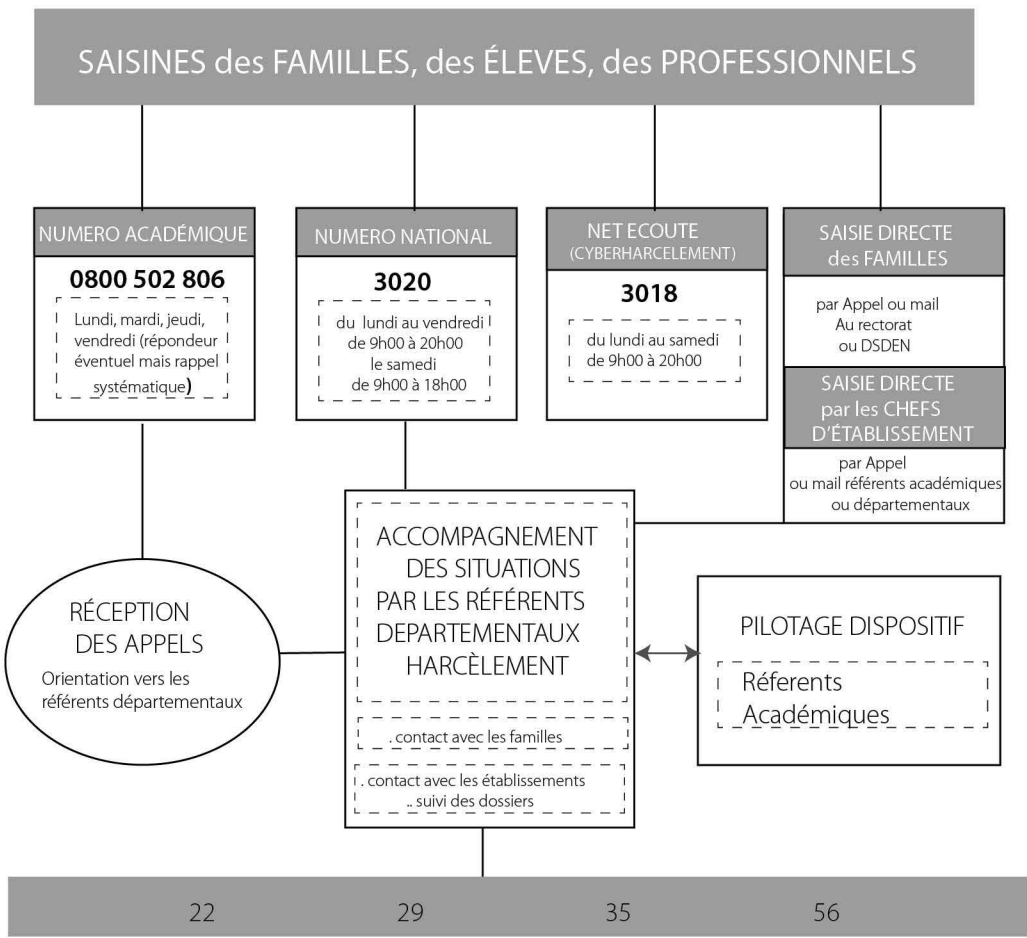 SAISINES des FAMILLES, des ÉLEVES, des PROFESSIONNELS
NUMERO ACADÉMIQUE
0800 502 806
Lundi, mardi, jeudi,
vendredi (répondeur
éventuel mais rappel
systématique)
NUMERO NATIONAL
3020
du lundi au vendredi
de 9h00 à 20h00
le samedi
de 9h00 à 18h00
NET ECOUTE
(CYBERHARCELEMENT)
3018
du lundi au samedi
de 9h00 à 20h00
SAISIE DIRECTE
des FAMILLES
par Appel ou mail
Au rectorat
ou DSDEN
SAISIE DIRECTE
par les CHEFS
D'ÉTABLISSEMENT
par Appel
ou mail référents académiques
ou départementaux
RÉCEPTION
DES APPELS
Orientation vers les
référents départementaux
ACCOMPAGNEMENT
DES SITUATIONS
PAR LES RÉFÉRENTS
DEPARTEMENTAUX
HARCÈLEMENT
. contact avec les familles
. contact avec les établissements
.. suivi des dossiers
PILOTAGE DISPOSITIF
Réferents
Académiques
22 29 35 56